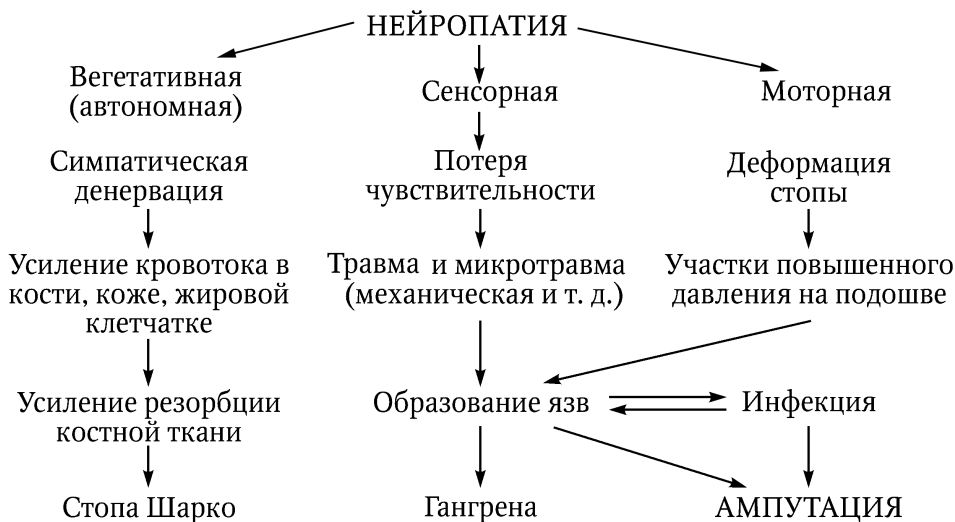 НЕЙРОПАТИЯ
Вегетативная
(автономная)
Сенсорная
Моторная
Симпатическая
денервация
Потеря
чувствительности
Деформация
стопы
Усиление кровотока в
кости, коже, жировой
клетчатке
Травма и микротравма
(механическая и т. д.)
Участки повышенного
давления на подошве
Усиление резорбции
костной ткани
Образование язв
Инфекция
Стопа Шарко
Гангрена
АМПУТАЦИЯ